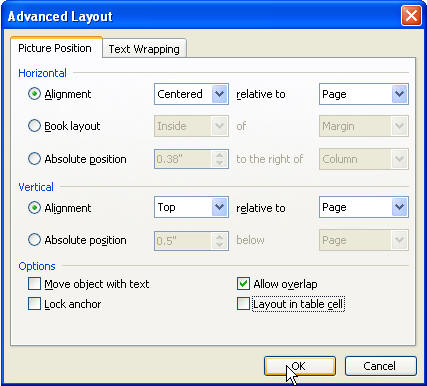 Advanced Layout
Picture Position Text Wrapping
Horizontal
Alignment Centered relative to Page
Book layout Inside of Margin
Absolute position 0.38" to the right of Column
Vertical
Alignment Top relative to Page
Absolute position 0.5" below Page
Options
Move object with text Allow overlap
Lock anchor Layout in table cell
OK Cancel